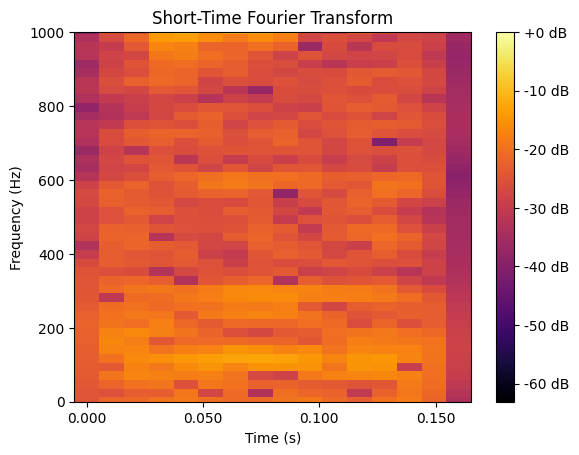 Short-Time Fourier Transform
1000
800
600
400
200
0
Frequency (Hz)
0.000
0.050
0.100
0.150
Time (s)
+0 dB
-10 dB
-20 dB
-30 dB
-40 dB
-50 dB
-60 dB